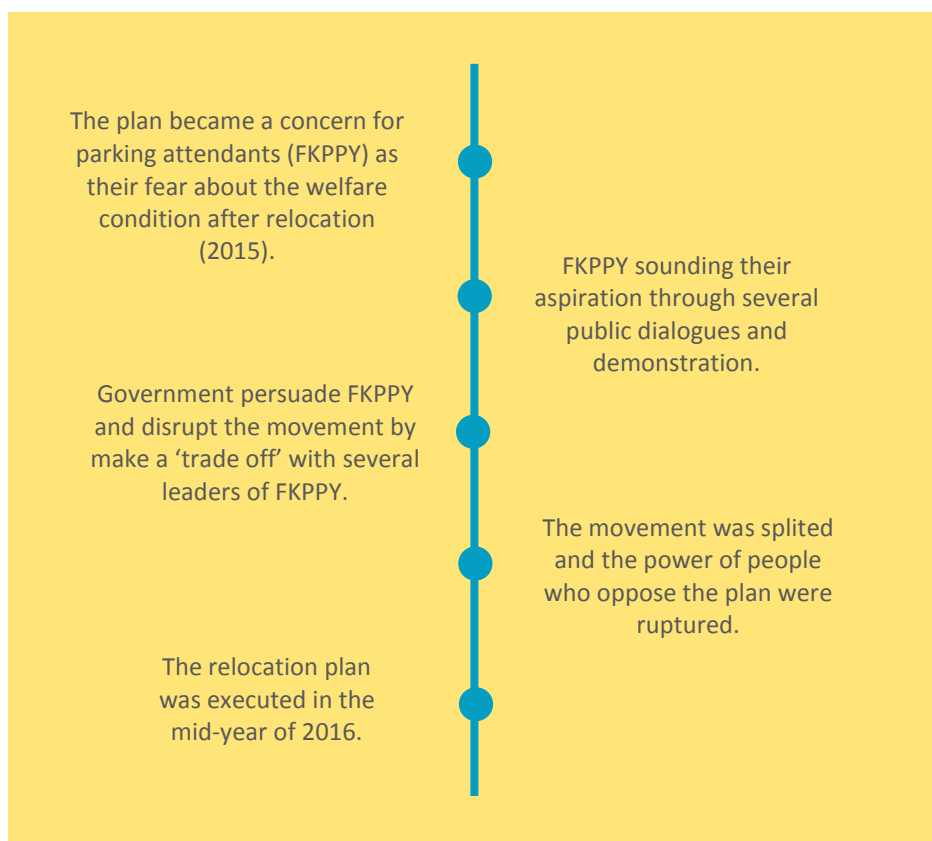 The plan became a concern for
parking attendants (FKPPY) as
their fear about the welfare
condition after relocation
(2015).
FKPPY sounding their
aspiration through several
public dialogues and
demonstration.
Government persuade FKPPY
and disrupt the movement by
make a ‘trade off’ with several
leaders of FKPPY.
The movement was splited
and the power of people
who oppose the plan were
ruptured.
The relocation plan
was executed in the
mid-year of 2016.